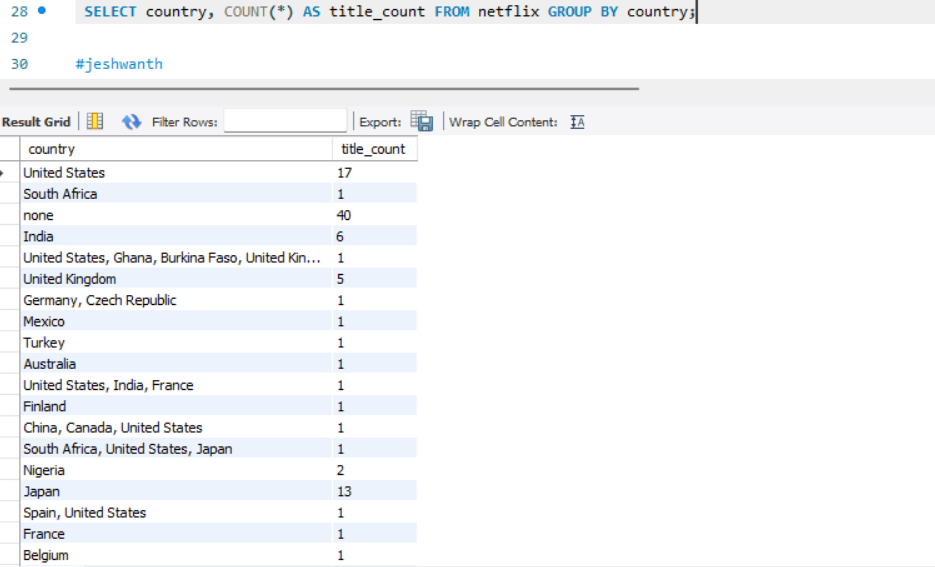 28 SELECT country, COUNT(*) AS title_count FROM netflix GROUP BY country;
29
30 #jeshwanth
Result Grid Filter Rows: Export: Wrap Cell Content: IA
country title_count
United States 17
South Africa 1
none 40
India 6
United States, Ghana, Burkina Faso, United Kin... 1
United Kingdom 5
Germany, Czech Republic 1
Mexico 1
Turkey 1
Australia 1
United States, India, France 1
Finland 1
China, Canada, United States 1
South Africa, United States, Japan 1
Nigeria 2
Japan 13
Spain, United States 1
France 1
Belgium 1